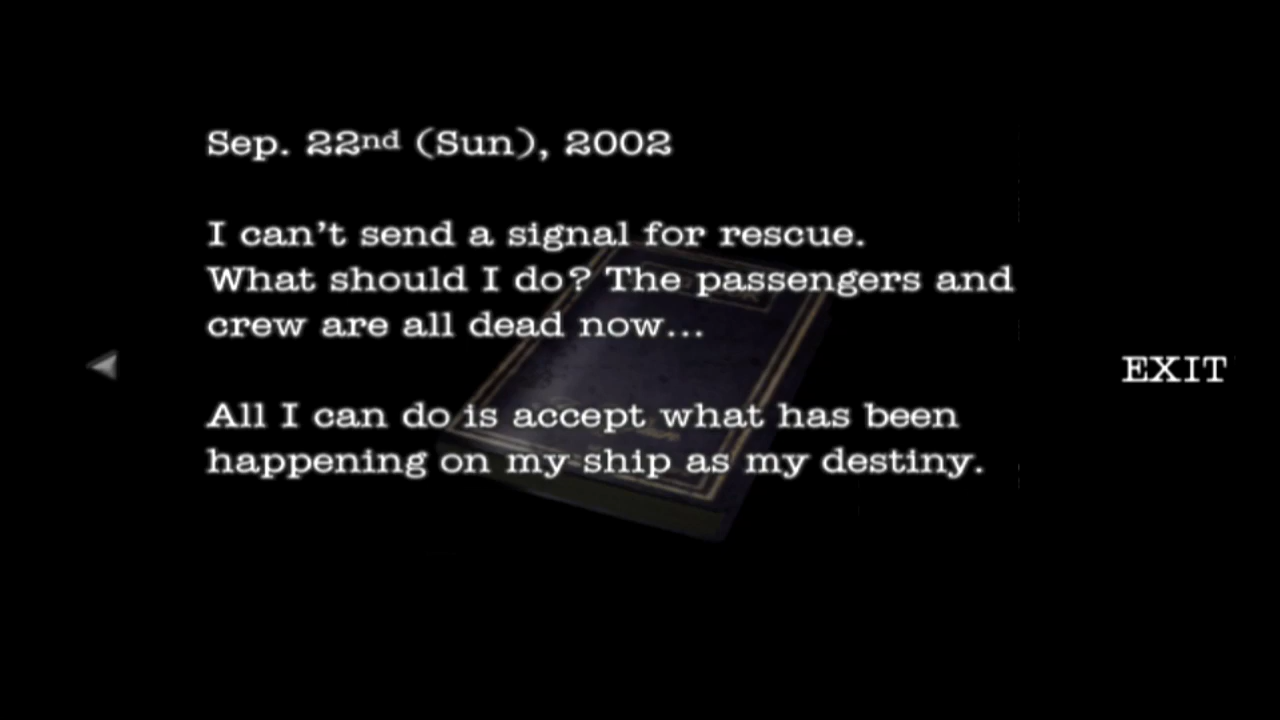 Sep. 22nd (Sun), 2002
I can't send a signal for rescue.
What should I do? The passengers and
crew are all dead now...
All I can do is accept what has been
happening on my ship as my destiny.
EXIT